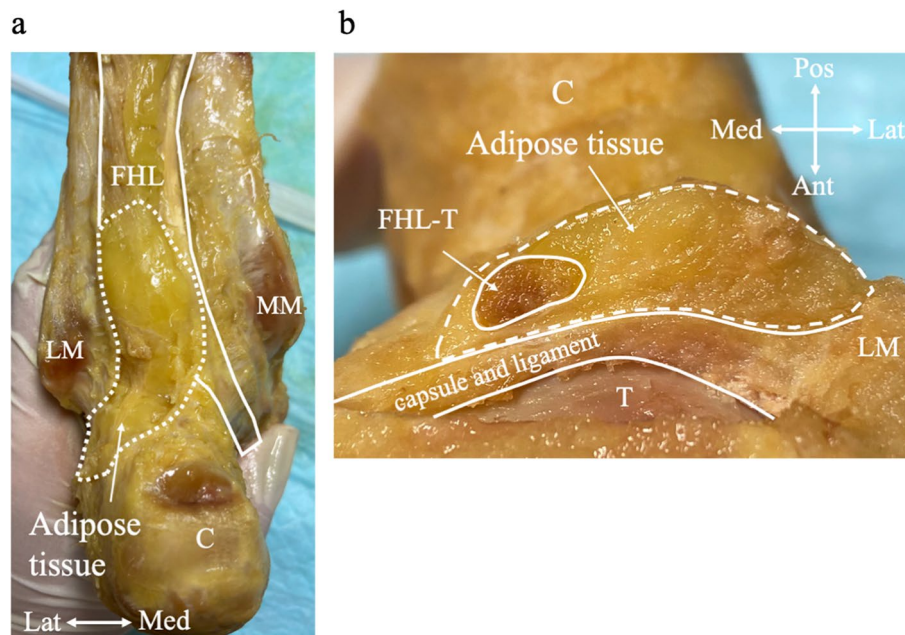 a
FHL
LM
MM
C
Adipose
tissue
Lat
Med
b
C
Pos
Med
Lat
Ant
Adipose tissue
FHL-T
capsule and ligament
T
LM